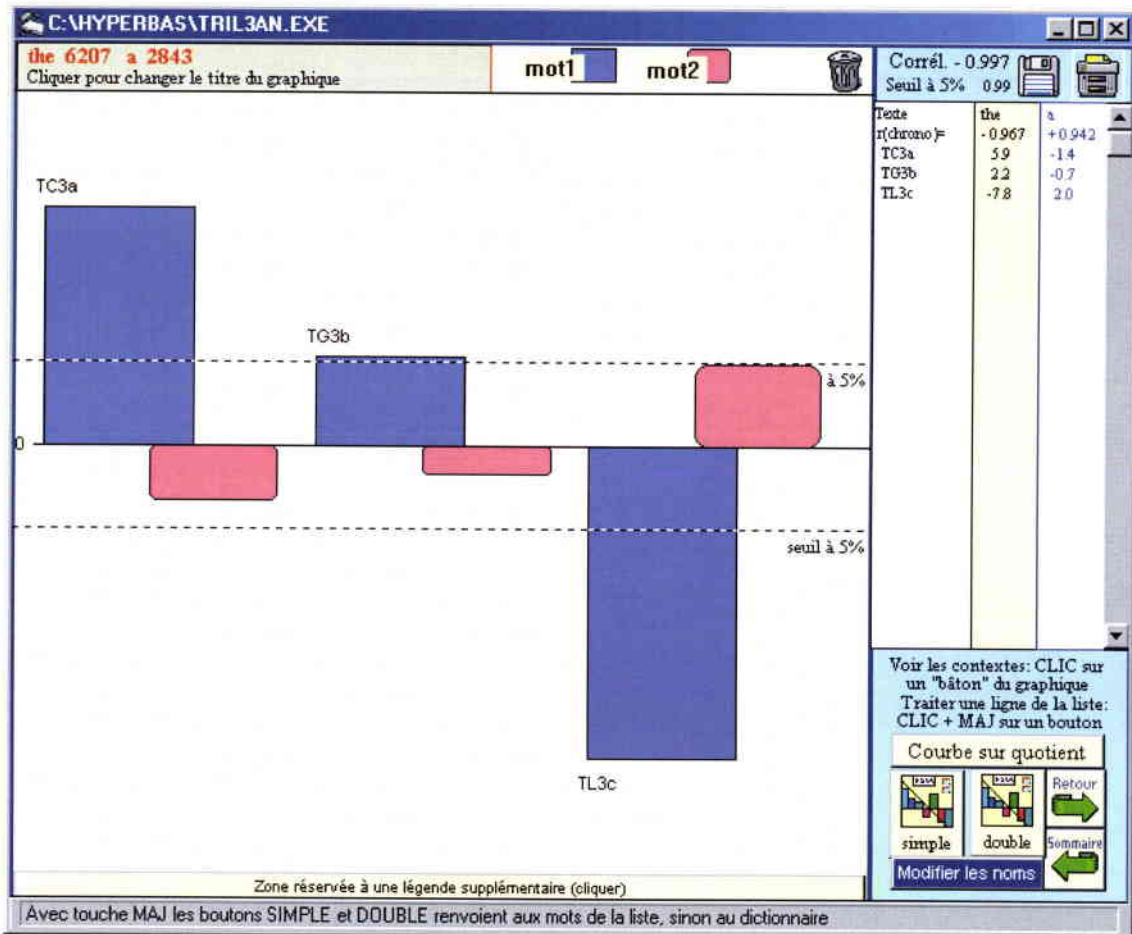 C:\HYPERBAS\TRIL3AN.EXE
the 6207 a 2843
Cliquer pour changer le titre du graphique
mot1
mot2
Corrél. - 0.997
Seuil à 5% 0.99
Texte the a
r(chrono)= - 0.967 +0.942
TC3a 5.9 -1.4
TG3b 2.2 -0.7
TL3c -7.8 2.0
TC3a
TG3b
à 5%
0
seuil à 5%
TL3c
Voir les contextes: CLIC sur
un "bâton" du graphique
Traiter une ligne de la liste:
CLIC + MAJ sur un bouton
Courbe sur quotient
simple
double
Retour
Sommaire
Modifier les noms
Zone réservée à une légende supplémentaire (cliquer)
Avec touche MAJ les boutons SIMPLE et DOUBLE renvoient aux mots de la liste, sinon au dictionnaire